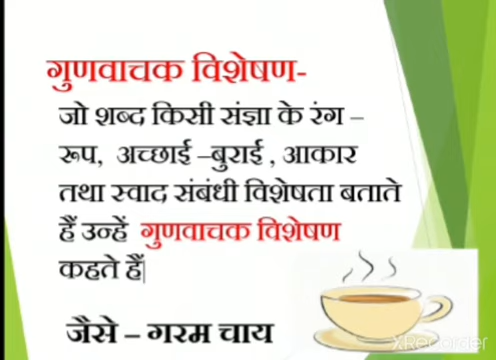 गुणवाचक विशेषण-
जो शब्द किसी संज्ञा के रंग –
रूप, अच्छाई –बुराई , आकार
तथा स्वाद संबंधी विशेषता बताते
हैं उन्हें गुणवाचक विशेषण
कहते हैं|
जैसे – गरम चाय
XRecorder